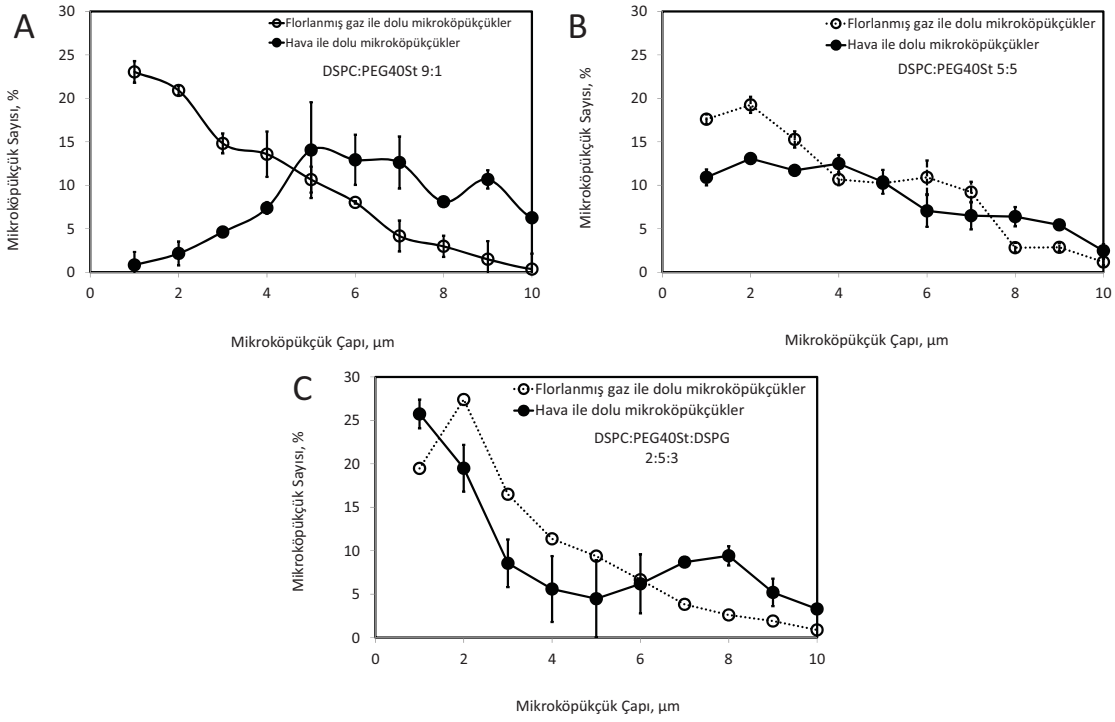 A
Mikroköpükçük Sayısı, %
30
25
20
15
10
5
0
Florlanmış gaz ile dolu mikroköpükçükler
Hava ile dolu mikroköpükçükler
DSPC:PEG40St 9:1
0 2 4 6 8 10
Mikroköpükçük Çapı, µm
B
Mikroköpükçük Sayısı, %
30
25
20
15
10
5
0
Florlanmış gaz ile dolu mikroköpükçükler
Hava ile dolu mikroköpükçükler
DSPC:PEG40St 5:5
0 2 4 6 8 10
Mikroköpükçük Çapı, µm
C
Mikroköpükçük Sayısı, %
30
25
20
15
10
5
0
Florlanmış gaz ile dolu mikroköpükçükler
Hava ile dolu mikroköpükçükler
DSPC:PEG40St:DSPG
2:5:3
0 2 4 6 8 10
Mikroköpükçük Çapı, µm